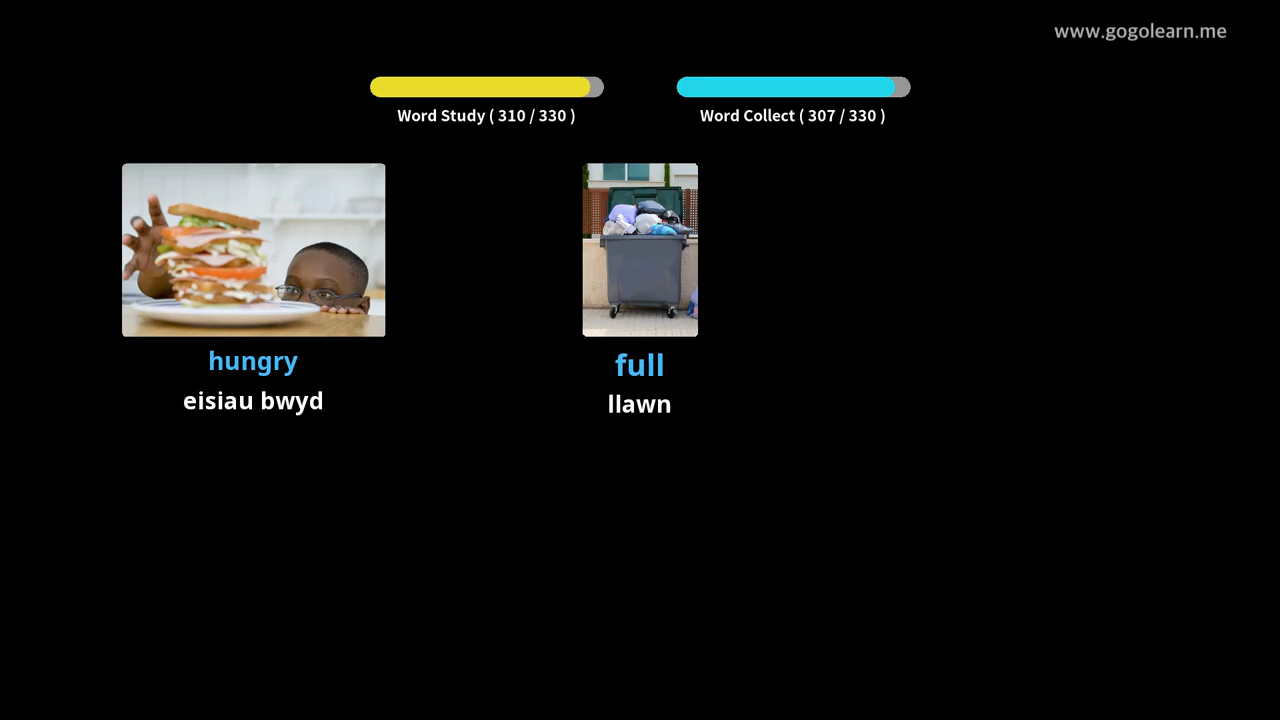 www.gogolearn.me
Word Study ( 310 / 330 )
Word Collect ( 307 / 330 )
hungry
eisiau bwyd
full
llawn